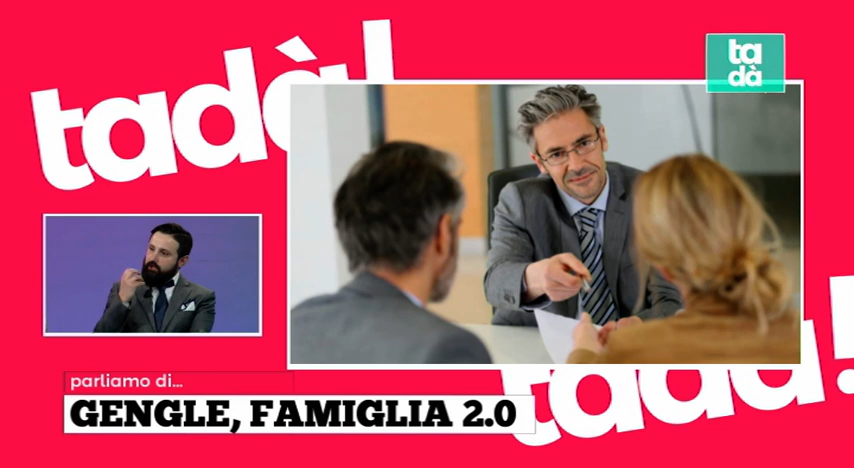 tadà!
ta
dà
parliamo di...
GENGLE, FAMIGLIA 2.0
tadà!